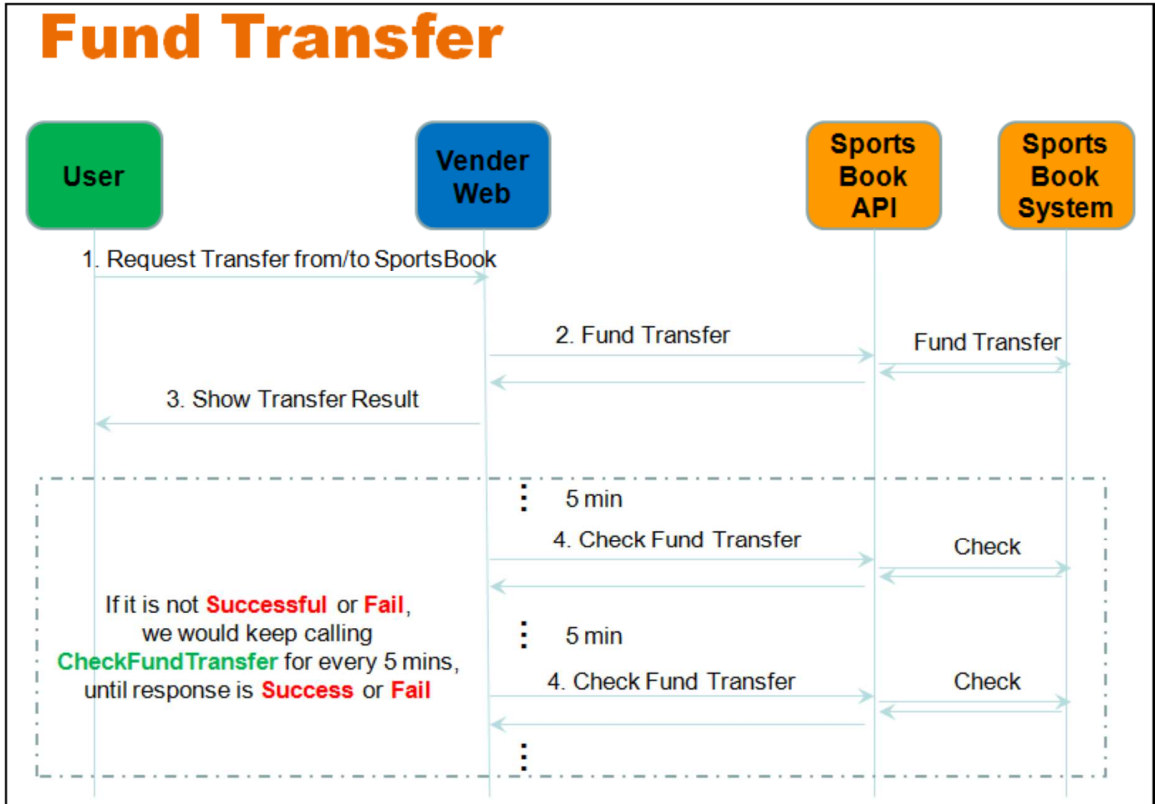 Fund Transfer
User
Vender
Web
Sports
Book
API
Sports
Book
System
1. Request Transfer from/to SportsBook
2. Fund Transfer
Fund Transfer
3. Show Transfer Result
5 min
4. Check Fund Transfer
Check
If it is not Successful or Fail,
we would keep calling
CheckFundTransfer for every 5 mins,
until response is Success or Fail
5 min
4. Check Fund Transfer
Check